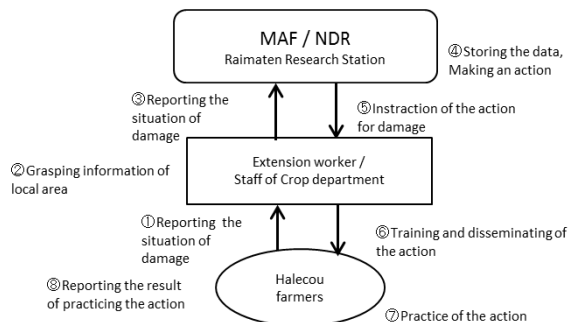 MAF / NDR
Raimaten Research Station
④Storing the data,
Making an action
③Reporting the
situation of
damage
⑤Instraction of the action
for damage
②Grasping information of
local area
Extension worker /
Staff of Crop department
①Reporting  the
situation of
damage
⑥Training and disseminating of
the action
⑧Reporting the result
of practicing the action
Halecou
farmers
⑦Practice of the action